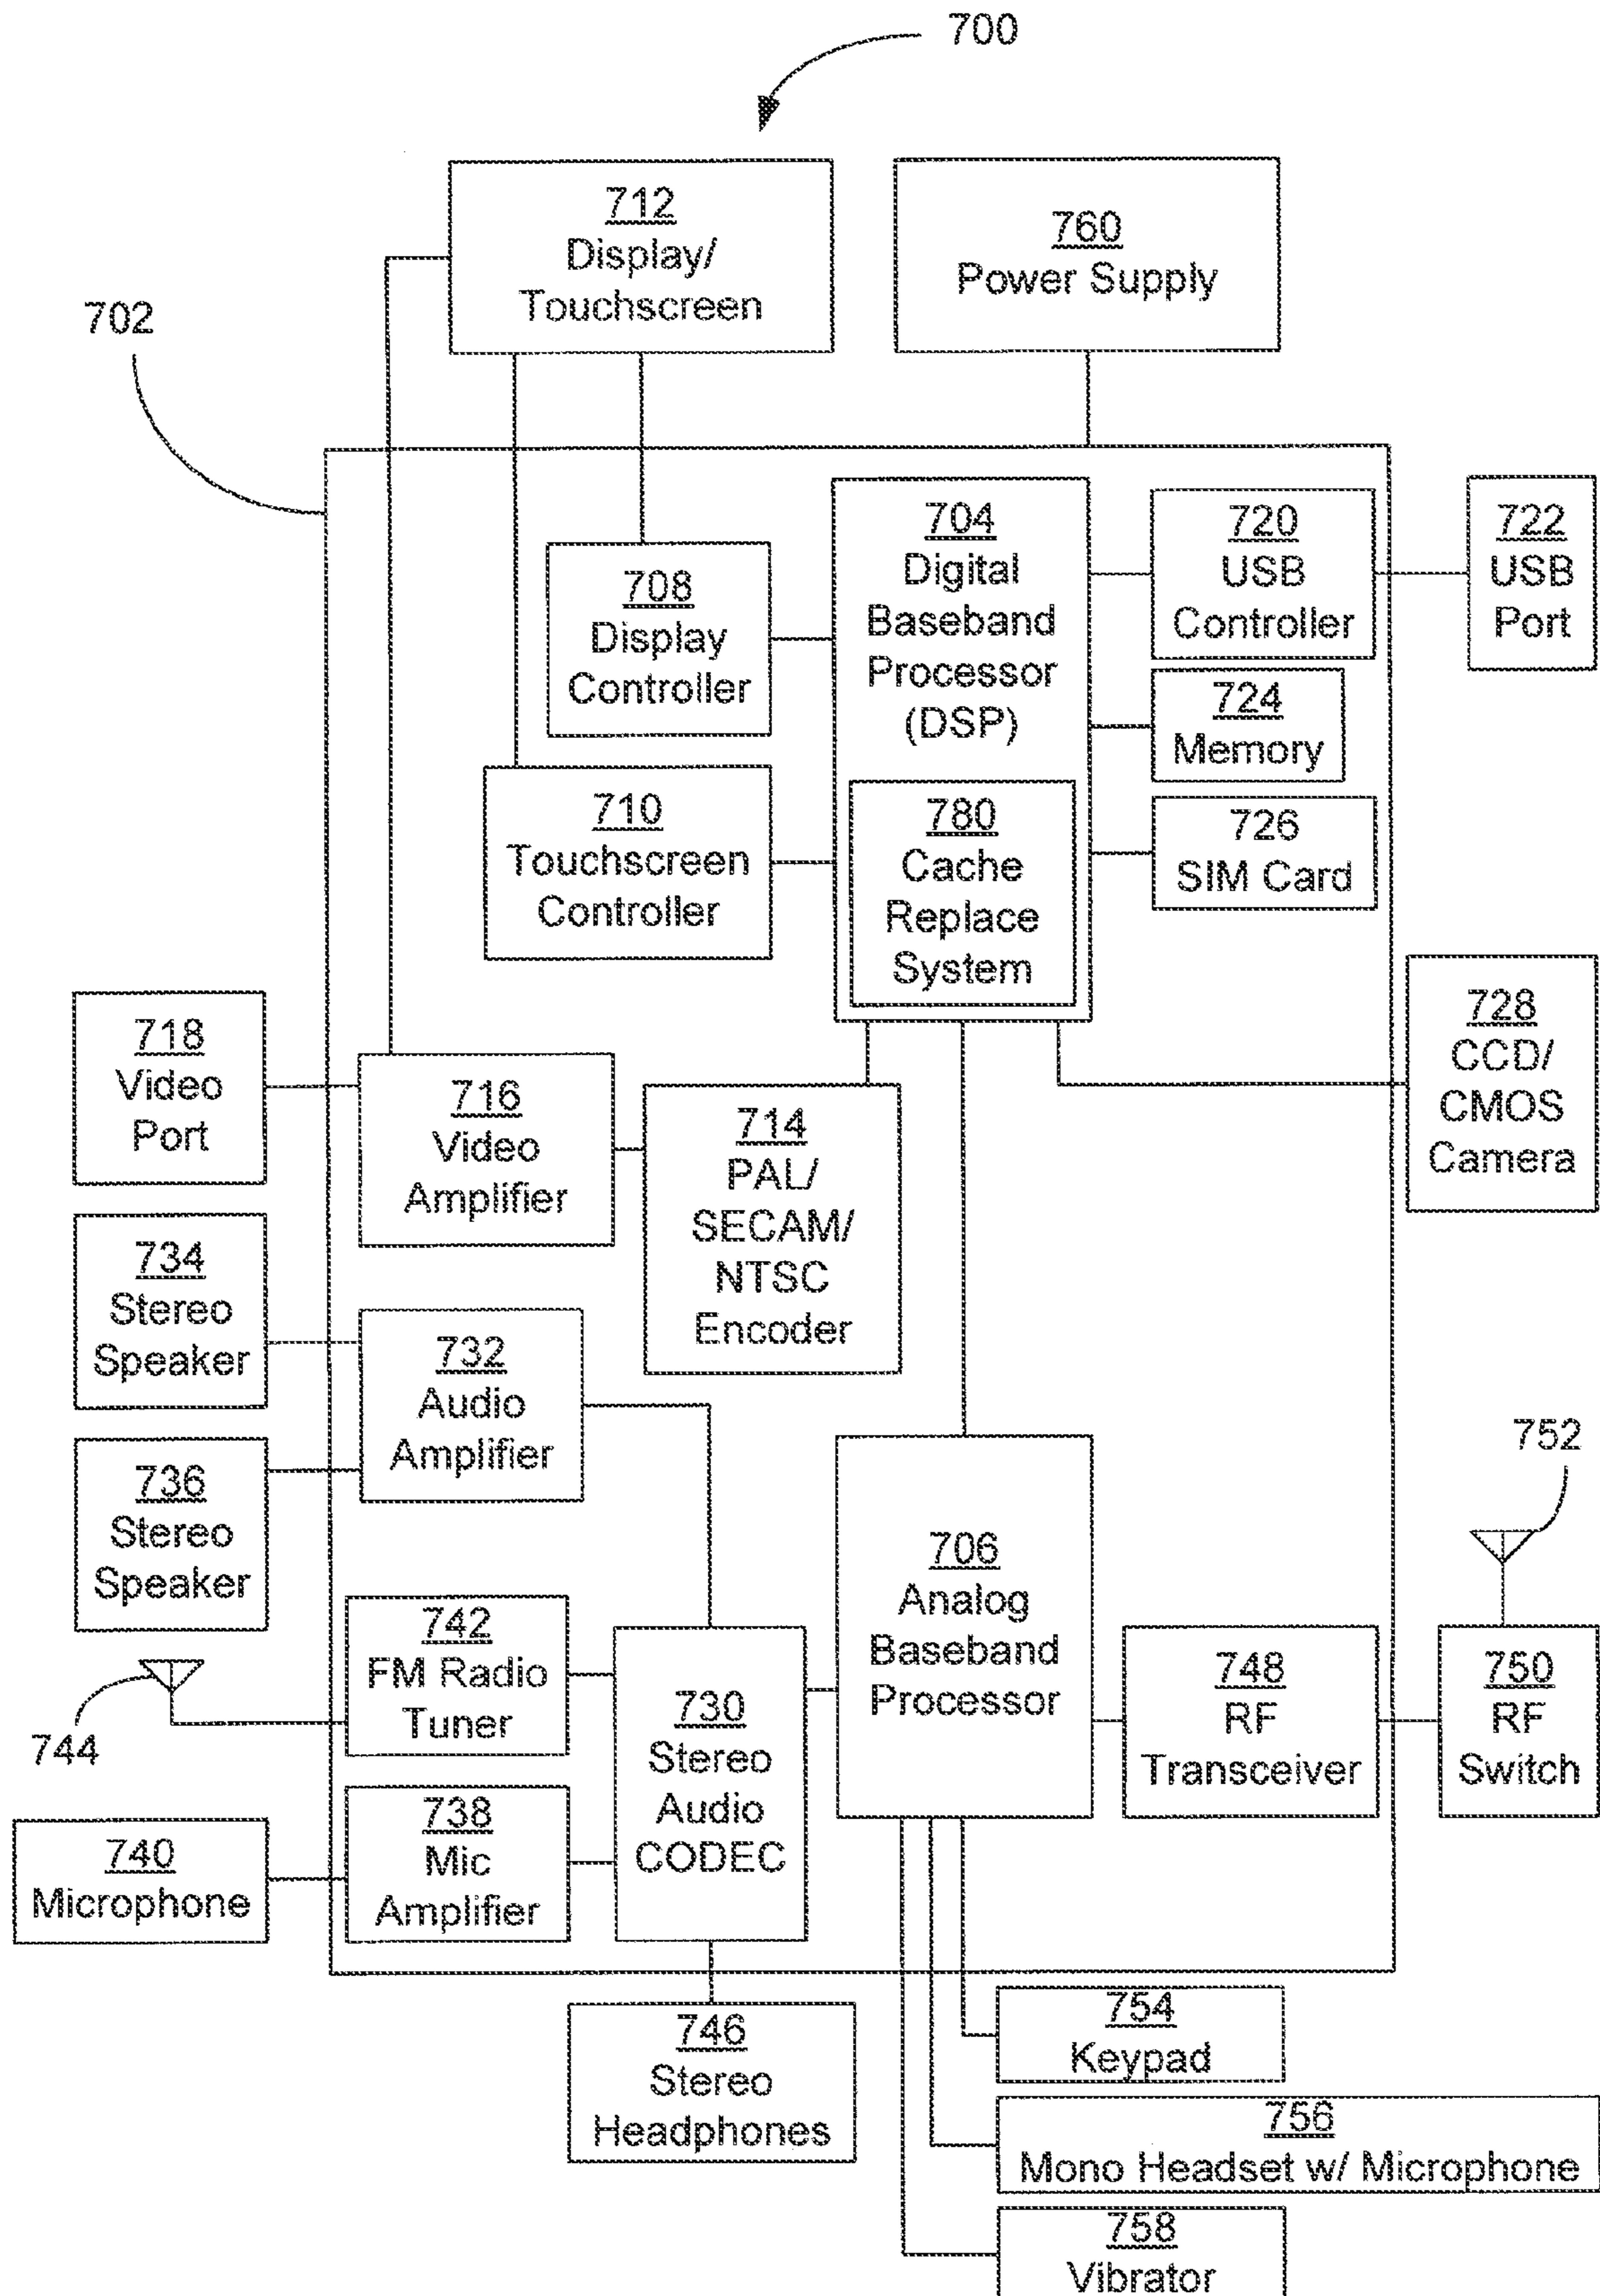 700
712
Display/
Touchscreen
760
Power Supply
702
704
Digital
Baseband
Processor
(DSP)
720
USB
Controller
722
USB
Port
708
Display
Controller
724
Memory
710
Touchscreen
Controller
780
Cache
Replace
System
726
SIM Card
728
CCD/
CMOS
Camera
718
Video
Port
716
Video
Amplifier
714
PAL/
SECAM/
NTSC
Encoder
734
Stereo
Speaker
732
Audio
Amplifier
736
Stereo
Speaker
752
706
Analog
Baseband
Processor
742
FM Radio
Tuner
744
730
Stereo
Audio
CODEC
748
RF
Transceiver
750
RF
Switch
740
Microphone
738
Mic
Amplifier
746
Stereo
Headphones
754
Keypad
756
Mono Headset w/ Microphone
758
Vibrator